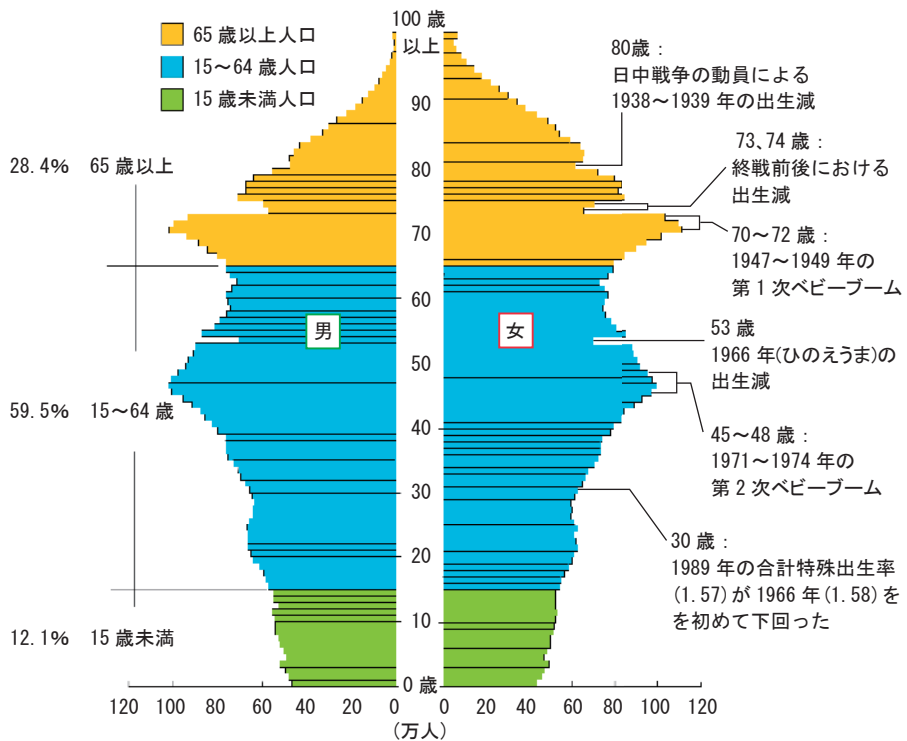 65 歳以上人口
15～64 歳人口
15 歳未満人口
100 歳
以上
90
80
70
60
50
40
30
20
10
0 歳
28.4% 65 歳以上
59.5% 15～64 歳
12.1% 15 歳未満
男
女
80歳：
日中戦争の動員による
1938～1939 年の出生減
73、74 歳：
終戦前後における
出生減
70～72 歳：
1947～1949 年の
第 1 次ベビーブーム
53 歳
1966 年(ひのえうま)の
出生減
45～48 歳：
1971～1974 年の
第 2 次ベビーブーム
30 歳：
1989 年の合計特殊出生率
(1.57)が 1966 年(1.58)を
を初めて下回った
120 100 80 60 40 20 0
0 20 40 60 80 100 120
(万人)